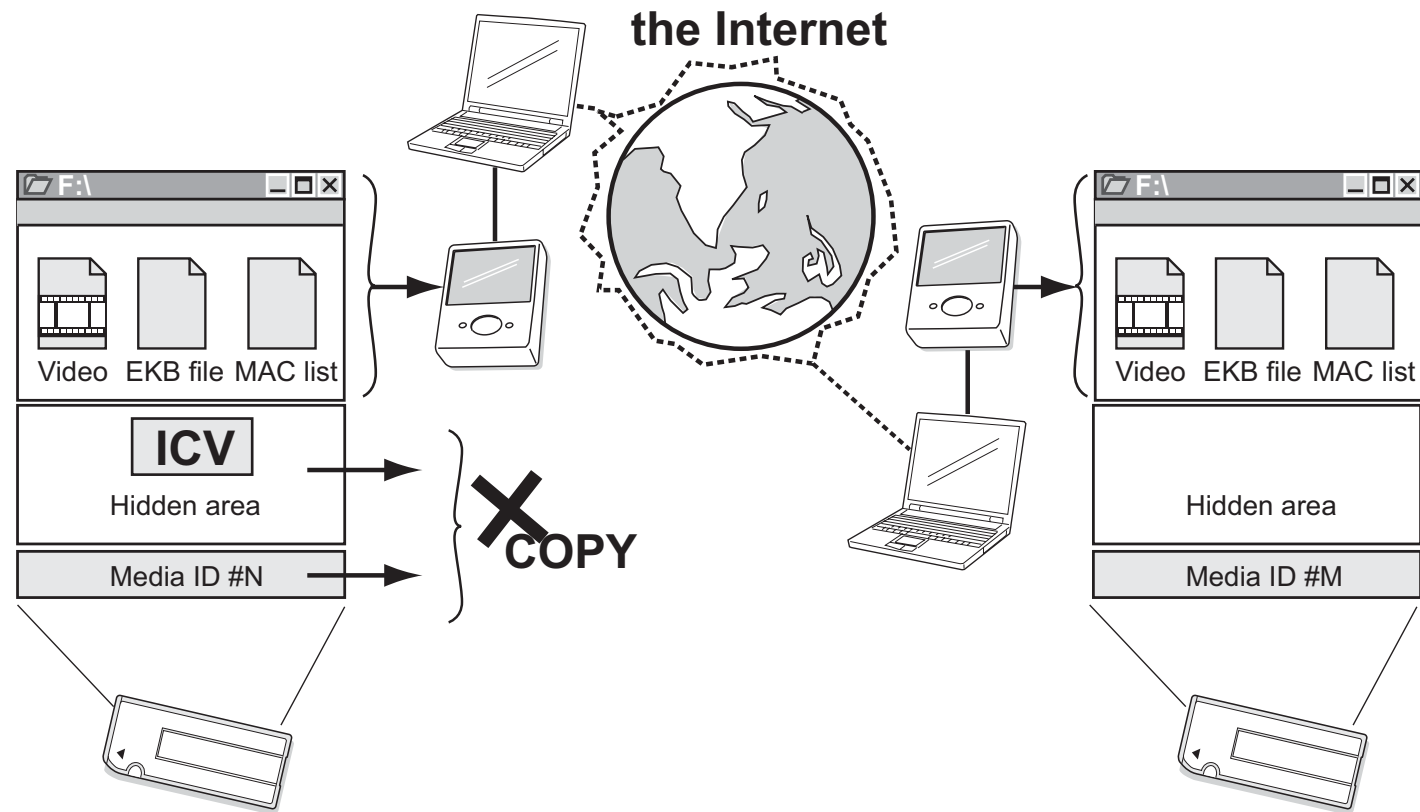 the Internet
F:\
Video EKB file MAC list
ICV
Hidden area
Media ID #N
COPY
F:\
Video EKB file MAC list
Hidden area
Media ID #M